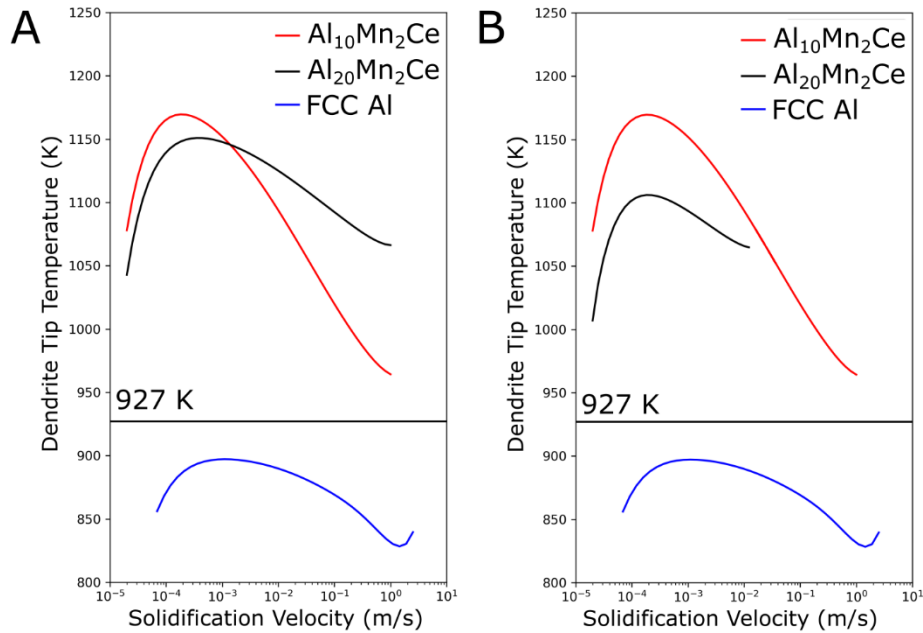 A
Al₁₀Mn₂Ce
Al₂₀Mn₂Ce
FCC Al
Dendrite Tip Temperature (K)
1250
1200
1150
1100
1050
1000
950
900
850
800
927 K
10⁻⁵ 10⁻⁴ 10⁻³ 10⁻² 10⁻¹ 10⁰ 10¹
Solidification Velocity (m/s)
B
Al₁₀Mn₂Ce
Al₂₀Mn₂Ce
FCC Al
Dendrite Tip Temperature (K)
1250
1200
1150
1100
1050
1000
950
900
850
800
927 K
10⁻⁵ 10⁻⁴ 10⁻³ 10⁻² 10⁻¹ 10⁰ 10¹
Solidification Velocity (m/s)